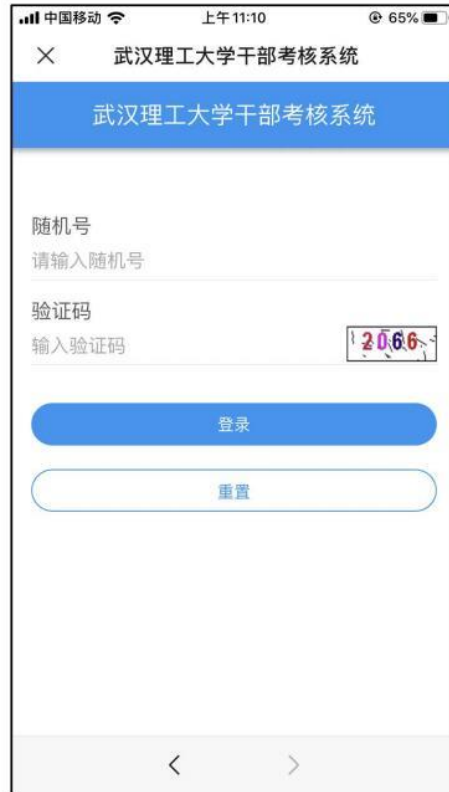 中国移动 上午11:10 65%
武汉理工大学干部考核系统
武汉理工大学干部考核系统
随机号
请输入随机号
验证码
输入验证码 2066
登录
重置